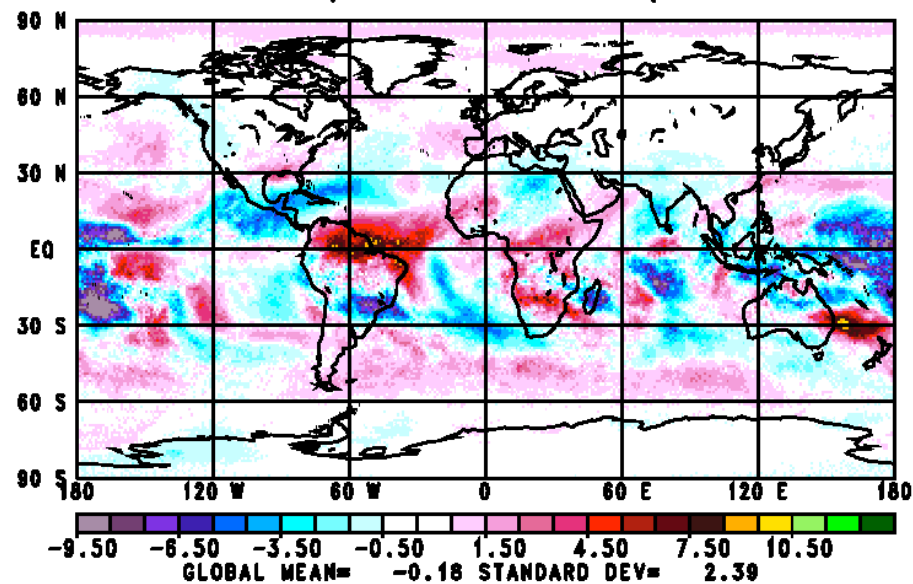 90 N
60 N
30 N
EQ
30 S
60 S
90 S
180 120 W 60 W 0 60 E 120 E 180
-9.50 -6.50 -3.50 -0.50 1.50 4.50 7.50 10.50
GLOBAL MEAN= -0.18 STANDARD DEV= 2.39